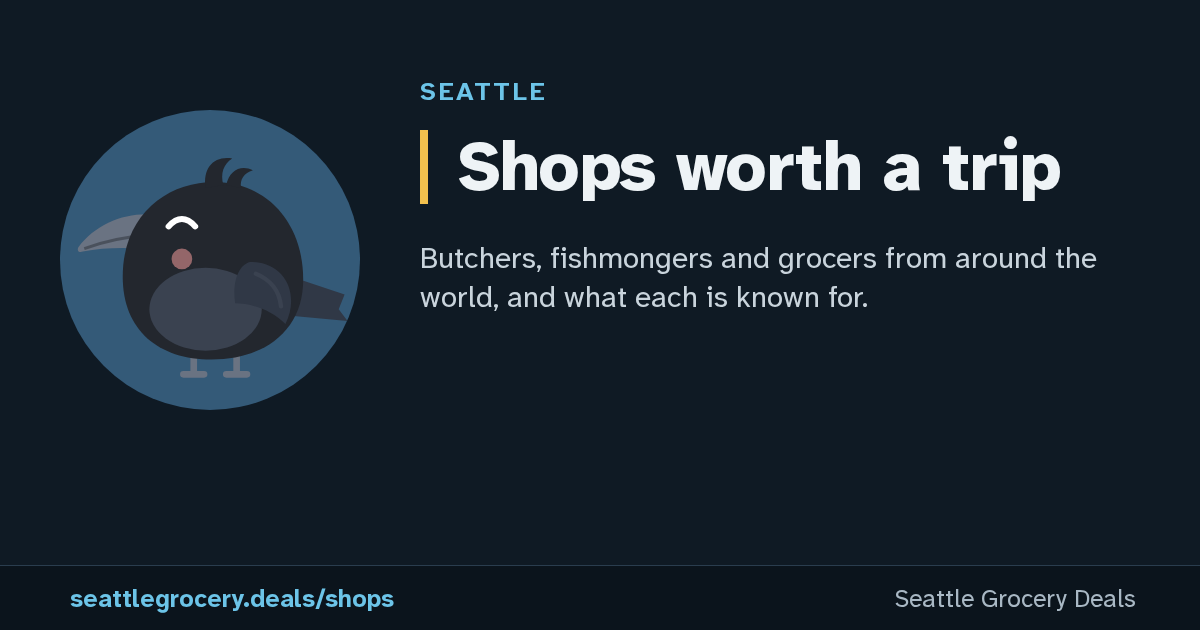 SEATTLE
Shops worth a trip
Butchers, fishmongers and grocers from around the
world, and what each is known for.
seattlegrocery.deals/shops
Seattle Grocery Deals